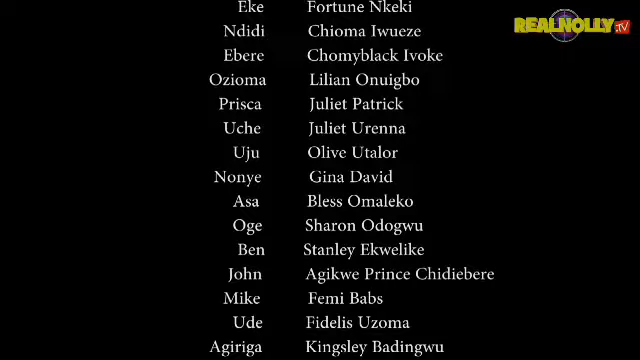 Eke Fortune Nkeki
REALNOLLY.TV
Ndidi Chioma Iwueze
Ebere Chomyblack Ivoke
Ozioma Lilian Onuigbo
Prisca Juliet Patrick
Uche Juliet Urenna
Uju Olive Utalor
Nonye Gina David
Asa Bless Omaleko
Oge Sharon Odogwu
Ben Stanley Ekwelike
John Agikwe Prince Chidiebere
Mike Femi Babs
Ude Fidelis Uzoma
Agiriga Kingsley Badingwu